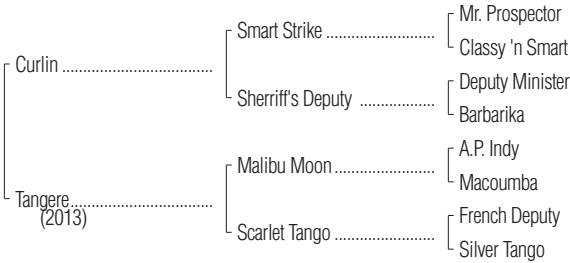 Mr. Prospector
Smart Strike ........................
Classy 'n Smart
Curlin ..................................
Deputy Minister
Sherriff's Deputy ................
Barbarika
A.P. Indy
Malibu Moon ......................
Macoumba
Tangere................................
(2013)
French Deputy
Scarlet Tango ......................
Silver Tango